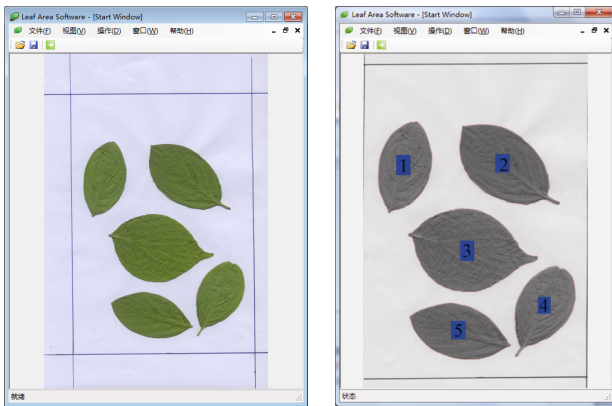 Leaf Area Software - [Start Window]
文件(F) 视图(V) 操作(O) 窗口(W) 帮助(H)
就绪
Leaf Area Software - [Start Window]
文件(F) 视图(V) 操作(O) 窗口(W) 帮助(H)
1
2
3
4
5
状态